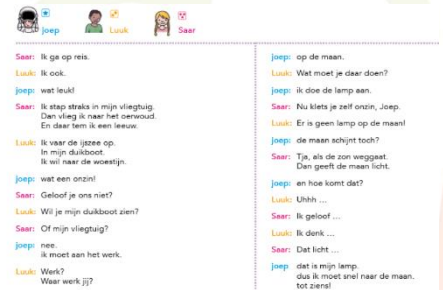 joep
Luuk
Saar
Saar: Ik ga op reis.
Luuk: Ik ook.
joep: wat leuk!
Saar: Ik stap straks in mijn vliegtuig.
Dan vlieg ik naar het oerwoud.
En daar tem ik een leeuw.
Luuk: Ik vaar de ijszee op.
In mijn duikboot.
Ik wil naar de woestijn.
joep: wat een onzin!
Saar: Geloof je ons niet?
Luuk: Wil je mijn duikboot zien?
Saar: Of mijn vliegtuig?
joep: nee.
ik moet aan het werk.
Luuk: Werk?
Waar werk jij?
joep: op de maan.
Luuk: Wat moet je daar doen?
joep: ik doe de lamp aan.
Saar: Nu klets je zelf onzin, Joep.
Luuk: Er is geen lamp op de maan!
joep: de maan schijnt toch?
Saar: Tja, als de zon weggaat.
Dan geeft de maan licht.
joep: en hoe komt dat?
Luuk: Uhhh ...
Saar: Ik geloof ...
Luuk: Ik denk ...
Saar: Dat licht ...
joep dat is mijn lamp.
dus ik moet snel naar de maan.
tot ziens!